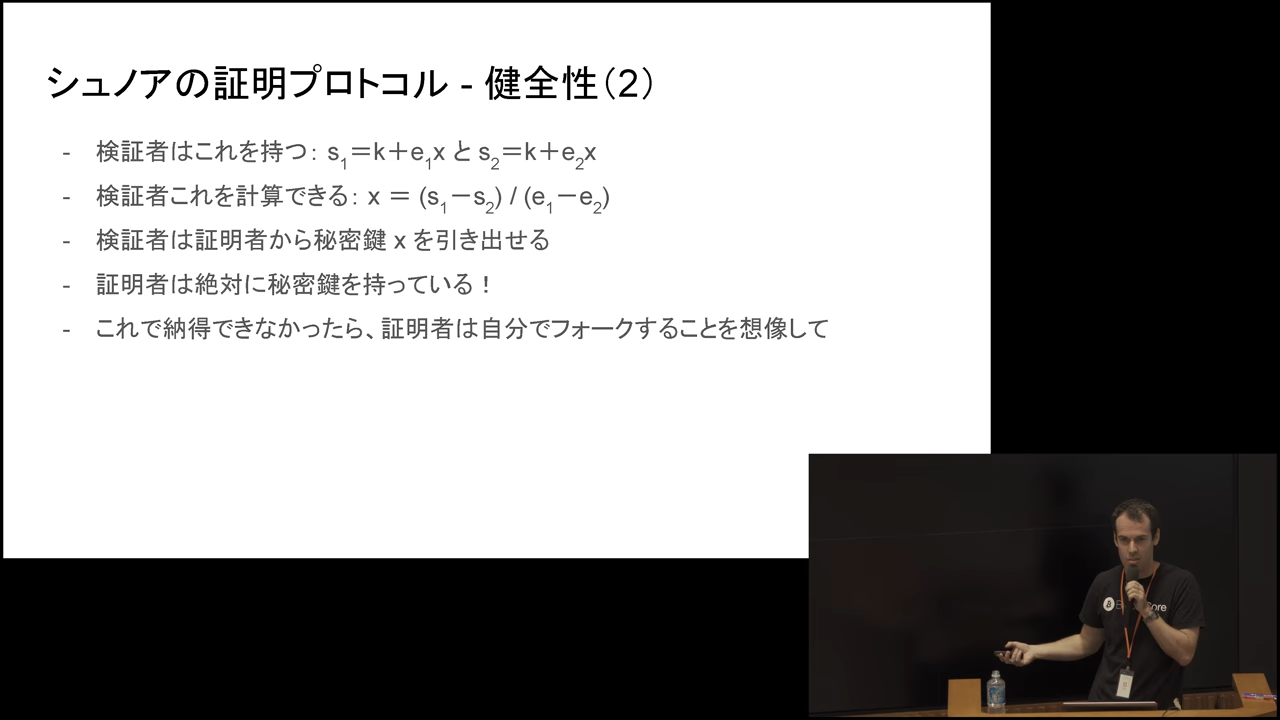 シュノアの証明プロトコル - 健全性（2）
- 検証者はこれを持つ： s₁＝k＋e₁x と s₂＝k＋e₂x
- 検証者これを計算できる： x ＝ (s₁－s₂) / (e₁－e₂)
- 検証者は証明者から秘密鍵 x を引き出せる
- 証明者は絶対に秘密鍵を持っている！
- これで納得できなかったら、証明者は自分でフォークすることを想像して